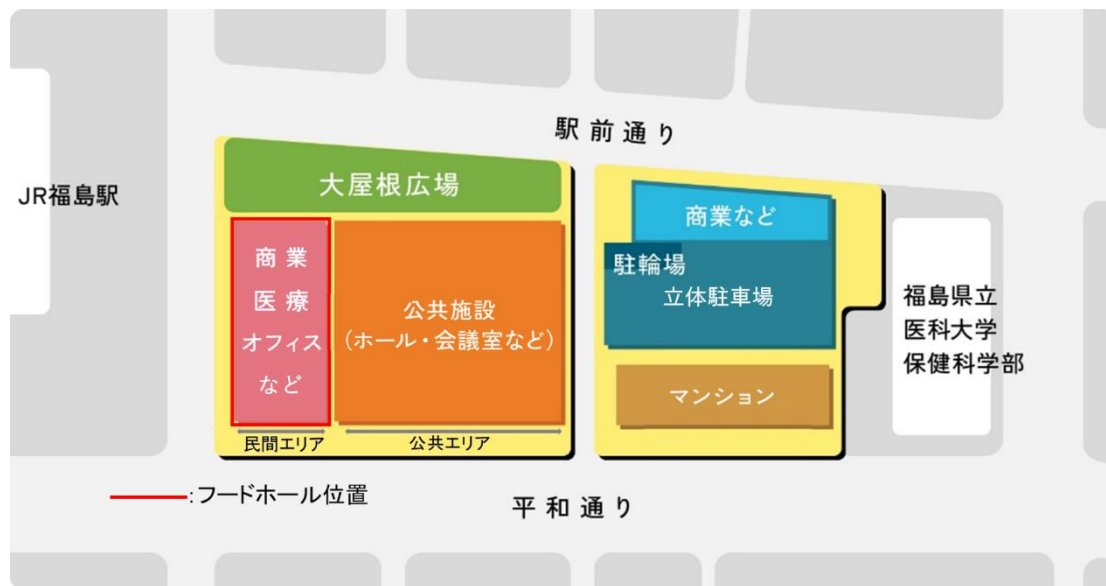 駅前通り
JR福島駅
大屋根広場
商業
医療
オフィス
など
公共施設
(ホール・会議室など)
民間エリア
公共エリア
商業など
駐輪場
立体駐車場
マンション
福島県立
医科大学
保健科学部
:フードホール位置
平和通り